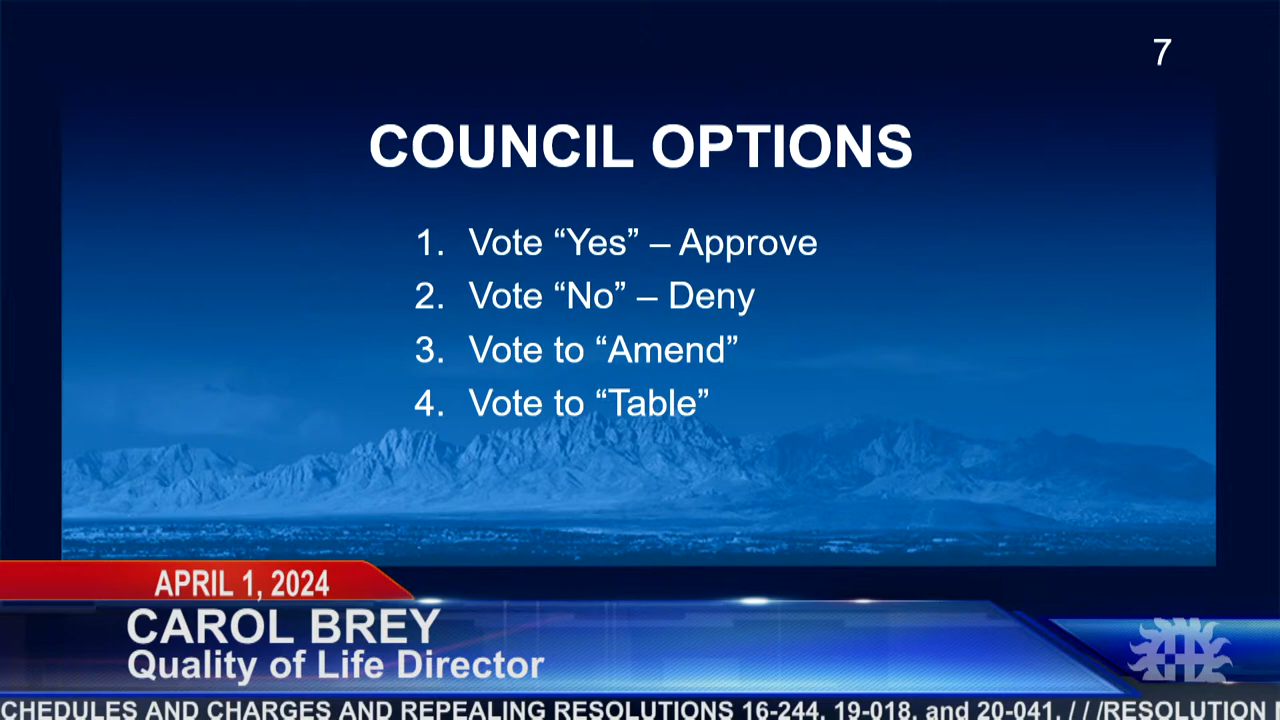 7
COUNCIL OPTIONS
1. Vote “Yes” – Approve
2. Vote “No” – Deny
3. Vote to “Amend”
4. Vote to “Table”
APRIL 1, 2024
CAROL BREY
Quality of Life Director
CHEDULES AND CHARGES AND REPEALING RESOLUTIONS 16-244, 19-018, and 20-041. / / /RESOLUTION